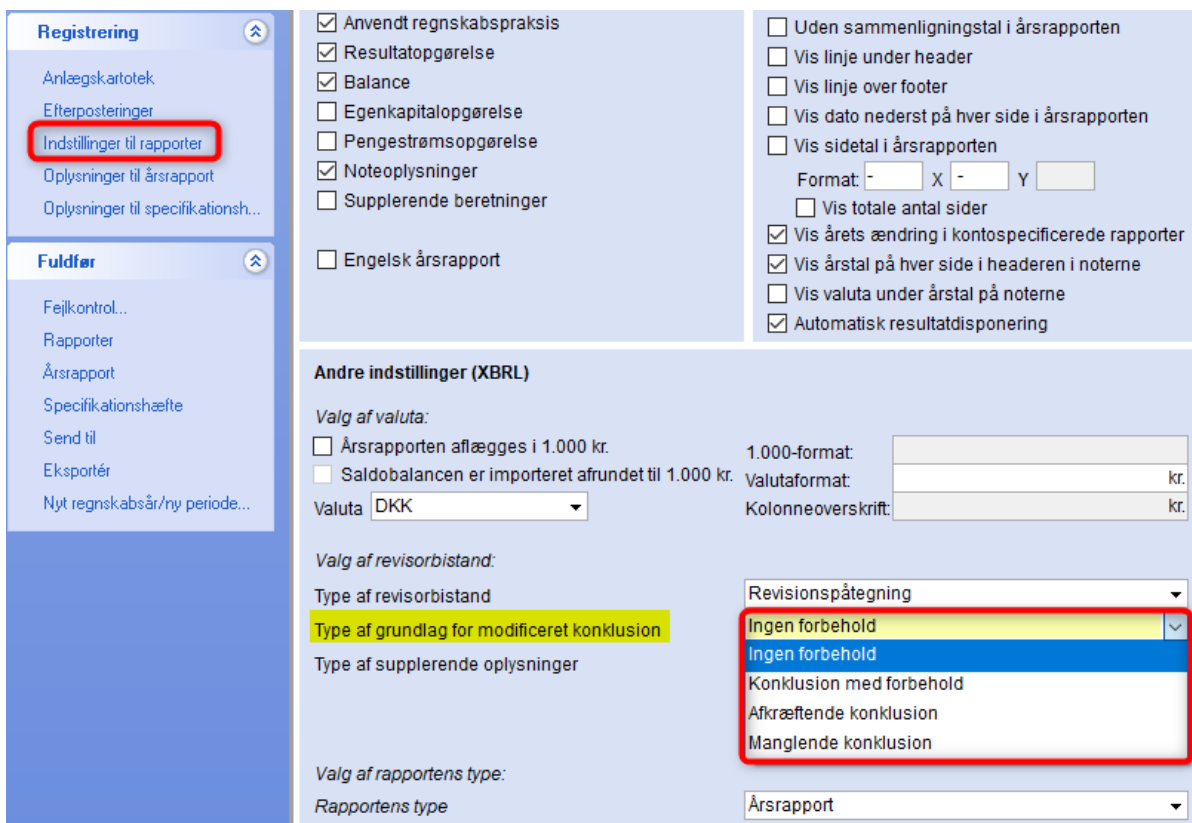 Registrering
Anlægskartotek
Efterposteringer
Indstillinger til rapporter
Oplysninger til årsrapport
Oplysninger til specifikationsh...
Fuldfør
Fejlkontrol...
Rapporter
Årsrapport
Specifikationshæfte
Send til
Eksportér
Nyt regnskabsår/ny periode...
Anvendt regnskabspraksis
Resultatopgørelse
Balance
Egenkapitalopgørelse
Pengestrømsopgørelse
Noteoplysninger
Supplerende beretninger
Engelsk årsrapport
Uden sammenligningstal i årsrapporten
Vis linje under header
Vis linje over footer
Vis dato nederst på hver side i årsrapporten
Vis sidetal i årsrapporten
Format: - X - Y
Vis totale antal sider
Vis årets ændring i kontospecificerede rapporter
Vis årstal på hver side i headeren i noterne
Vis valuta under årstal på noterne
Automatisk resultatdisponering
Andre indstillinger (XBRL)
Valg af valuta:
Årsrapporten aflægges i 1.000 kr.
1.000-format:
Saldobalancen er importeret afrundet til 1.000 kr.
Valutaformat: kr.
Valuta DKK
Kolonneoverskrift: kr.
Valg af revisorbistand:
Type af revisorbistand Revisionspåtegning
Type af grundlag for modificeret konklusion Ingen forbehold
Ingen forbehold
Type af supplerende oplysninger
Konklusion med forbehold
Afkræftende konklusion
Manglende konklusion
Valg af rapportens type:
Rapportens type Årsrapport